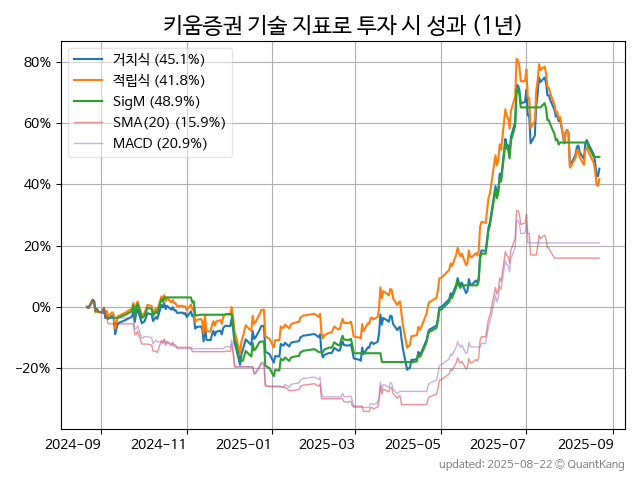 키움증권 기술 지표로 투자 시 성과 (1년)
거치식 (45.1%)
적립식 (41.8%)
SigM (48.9%)
SMA(20) (15.9%)
MACD (20.9%)
80%
60%
40%
20%
0%
−20%
2024-09 2024-11 2025-01 2025-03 2025-05 2025-07 2025-09
updated: 2025-08-22 © QuantKang